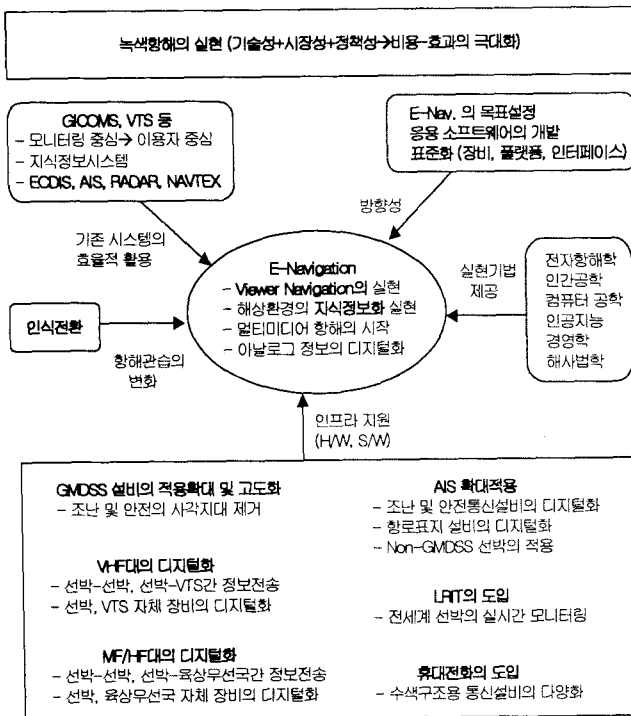 녹색항해의 실현 (기술성+시장성+정책성→비용-효과의 극대화)
GICOMS, VTS 등
- 모니터링 중심→ 이용자 중심
- 지식정보시스템
- ECDIS, AIS, RADAR, NAVTEX
E-Nav. 의 목표설정
응용 소프트웨어의 개발
표준화 (장비, 플랫폼, 인터페이스)
기존 시스템의
효율적 활용
방향성
E-Navigation
- Viewer Navigation의 실현
- 해상환경의 지식정보화 실현
- 멀티미디어 항해의 시작
- 아날로그 정보의 디지털화
인식전환
항해관습의
변화
실현기법
제공
전자항해학
인간공학
컴퓨터 공학
인공지능
경영학
해사법학
인프라 지원
(H/W, S/W)
GMDSS 설비의 적용확대 및 고도화
- 조난 및 안전의 사각지대 제거
VHF대의 디지털화
- 선박-선박, 선박-VTS간 정보전송
- 선박, VTS 자체 장비의 디지털화
MF/HF대의 디지털화
- 선박-선박, 선박-육상무선국간 정보전송
- 선박, 육상무선국 자체 장비의 디지털화
AIS 확대적용
- 조난 및 안전통신설비의 디지털화
- 항로표지 설비의 디지털화
- Non-GMDSS 선박의 적용
LRIT의 도입
- 전세계 선박의 실시간 모니터링
휴대전화의 도입
- 수색구조용 통신설비의 다양화